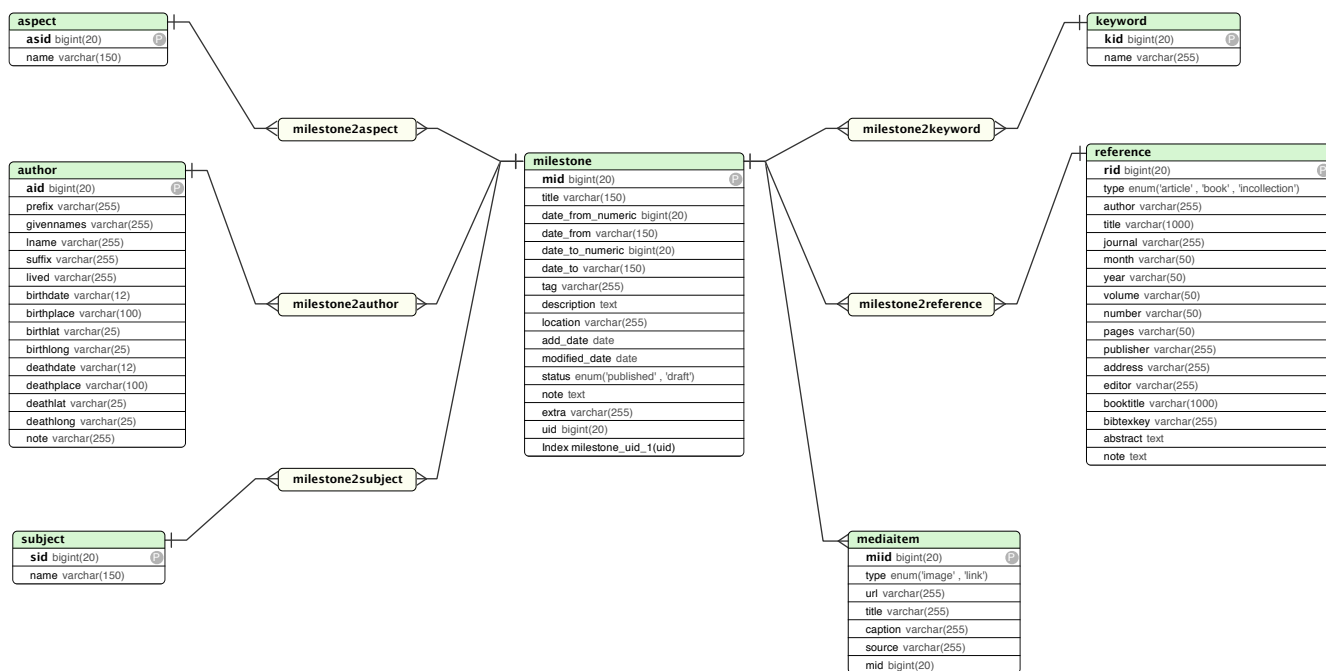 aspect
asid bigint(20) P
name varchar(150)
keyword
kid bigint(20) P
name varchar(255)
milestone2aspect
milestone2keyword
author
aid bigint(20) P
prefix varchar(255)
givennames varchar(255)
lname varchar(255)
suffix varchar(255)
lived varchar(255)
birthdate varchar(12)
birthplace varchar(100)
birthlat varchar(25)
birthlong varchar(25)
deathdate varchar(12)
deathplace varchar(100)
deathlat varchar(25)
deathlong varchar(25)
note varchar(255)
milestone2author
milestone
mid bigint(20) P
title varchar(150)
date_from_numeric bigint(20)
date_from varchar(150)
date_to_numeric bigint(20)
date_to varchar(150)
tag varchar(255)
description text
location varchar(255)
add_date date
modified_date date
status enum('published' , 'draft')
note text
extra varchar(255)
uid bigint(20)
Index milestone_uid_1(uid)
milestone2reference
reference
rid bigint(20) P
type enum('article' , 'book' , 'incollection')
author varchar(255)
title varchar(1000)
journal varchar(255)
month varchar(50)
year varchar(50)
volume varchar(50)
number varchar(50)
pages varchar(50)
publisher varchar(255)
address varchar(255)
editor varchar(255)
booktitle varchar(1000)
bibtexkey varchar(255)
abstract text
note text
milestone2subject
subject
sid bigint(20) P
name varchar(150)
mediaitem
miid bigint(20) P
type enum('image' , 'link')
url varchar(255)
title varchar(255)
caption varchar(255)
source varchar(255)
mid bigint(20)